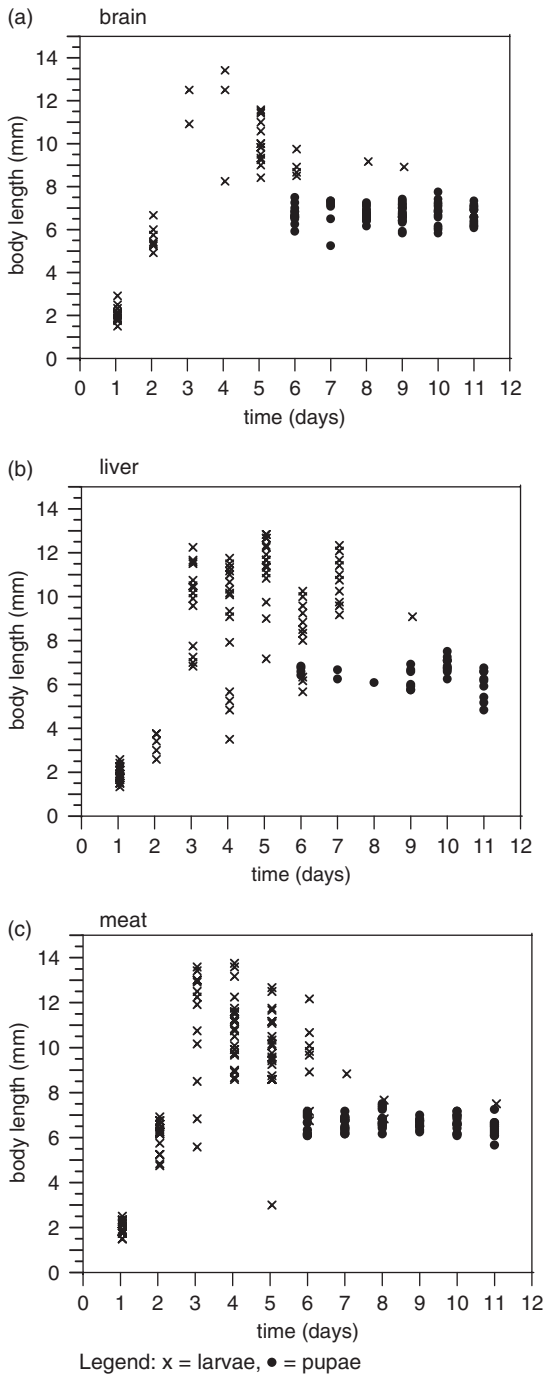 (a) brain
body length (mm)
14
12
10
8
6
4
2
0
0 1 2 3 4 5 6 7 8 9 10 11 12
time (days)
(b) liver
body length (mm)
14
12
10
8
6
4
2
0
0 1 2 3 4 5 6 7 8 9 10 11 12
time (days)
(c) meat
body length (mm)
14
12
10
8
6
4
2
0
0 1 2 3 4 5 6 7 8 9 10 11 12
time (days)
Legend: x = larvae, ● = pupae